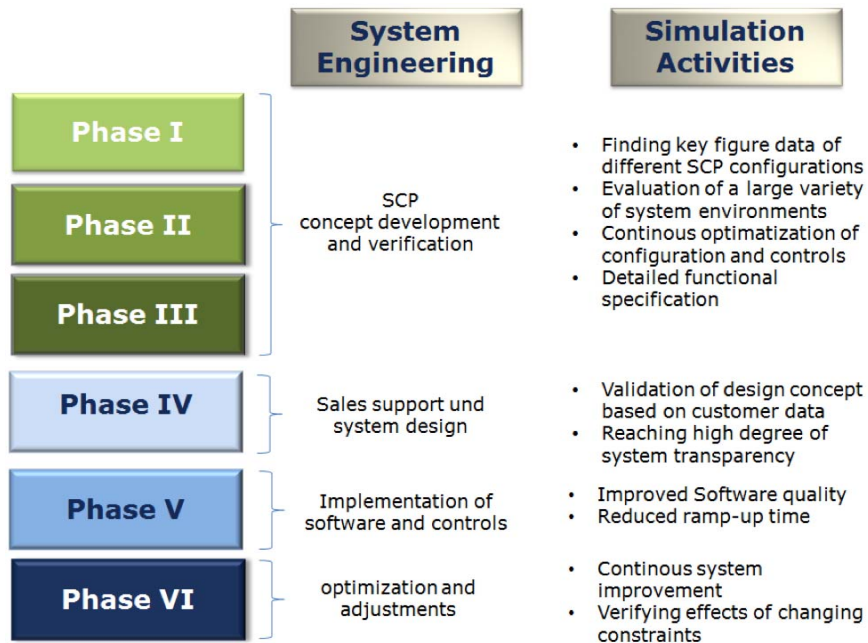 System
Engineering
Simulation
Activities
Phase I
Phase II
Phase III
SCP
concept development
and verification
• Finding key figure data of
different SCP configurations
• Evaluation of a large variety
of system environments
• Continous optimatization of
configuration and controls
• Detailed functional
specification
Phase IV
Sales support und
system design
• Validation of design concept
based on customer data
• Reaching high degree of
system transparency
Phase V
Implementation of
software and controls
• Improved Software quality
• Reduced ramp-up time
Phase VI
optimization and
adjustments
• Continous system
improvement
• Verifying effects of changing
constraints